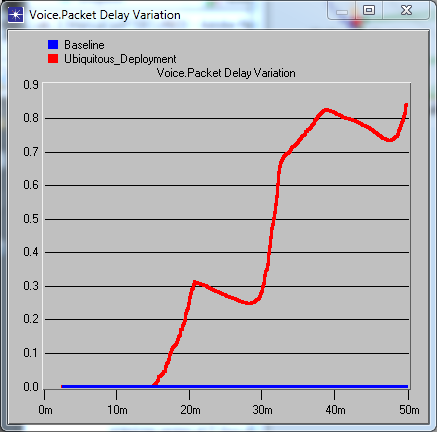 Voice.Packet Delay Variation
Baseline
Ubiquitous_Deployment
Voice.Packet Delay Variation
0.9
0.8
0.7
0.6
0.5
0.4
0.3
0.2
0.1
0.0
0m 10m 20m 30m 40m 50m